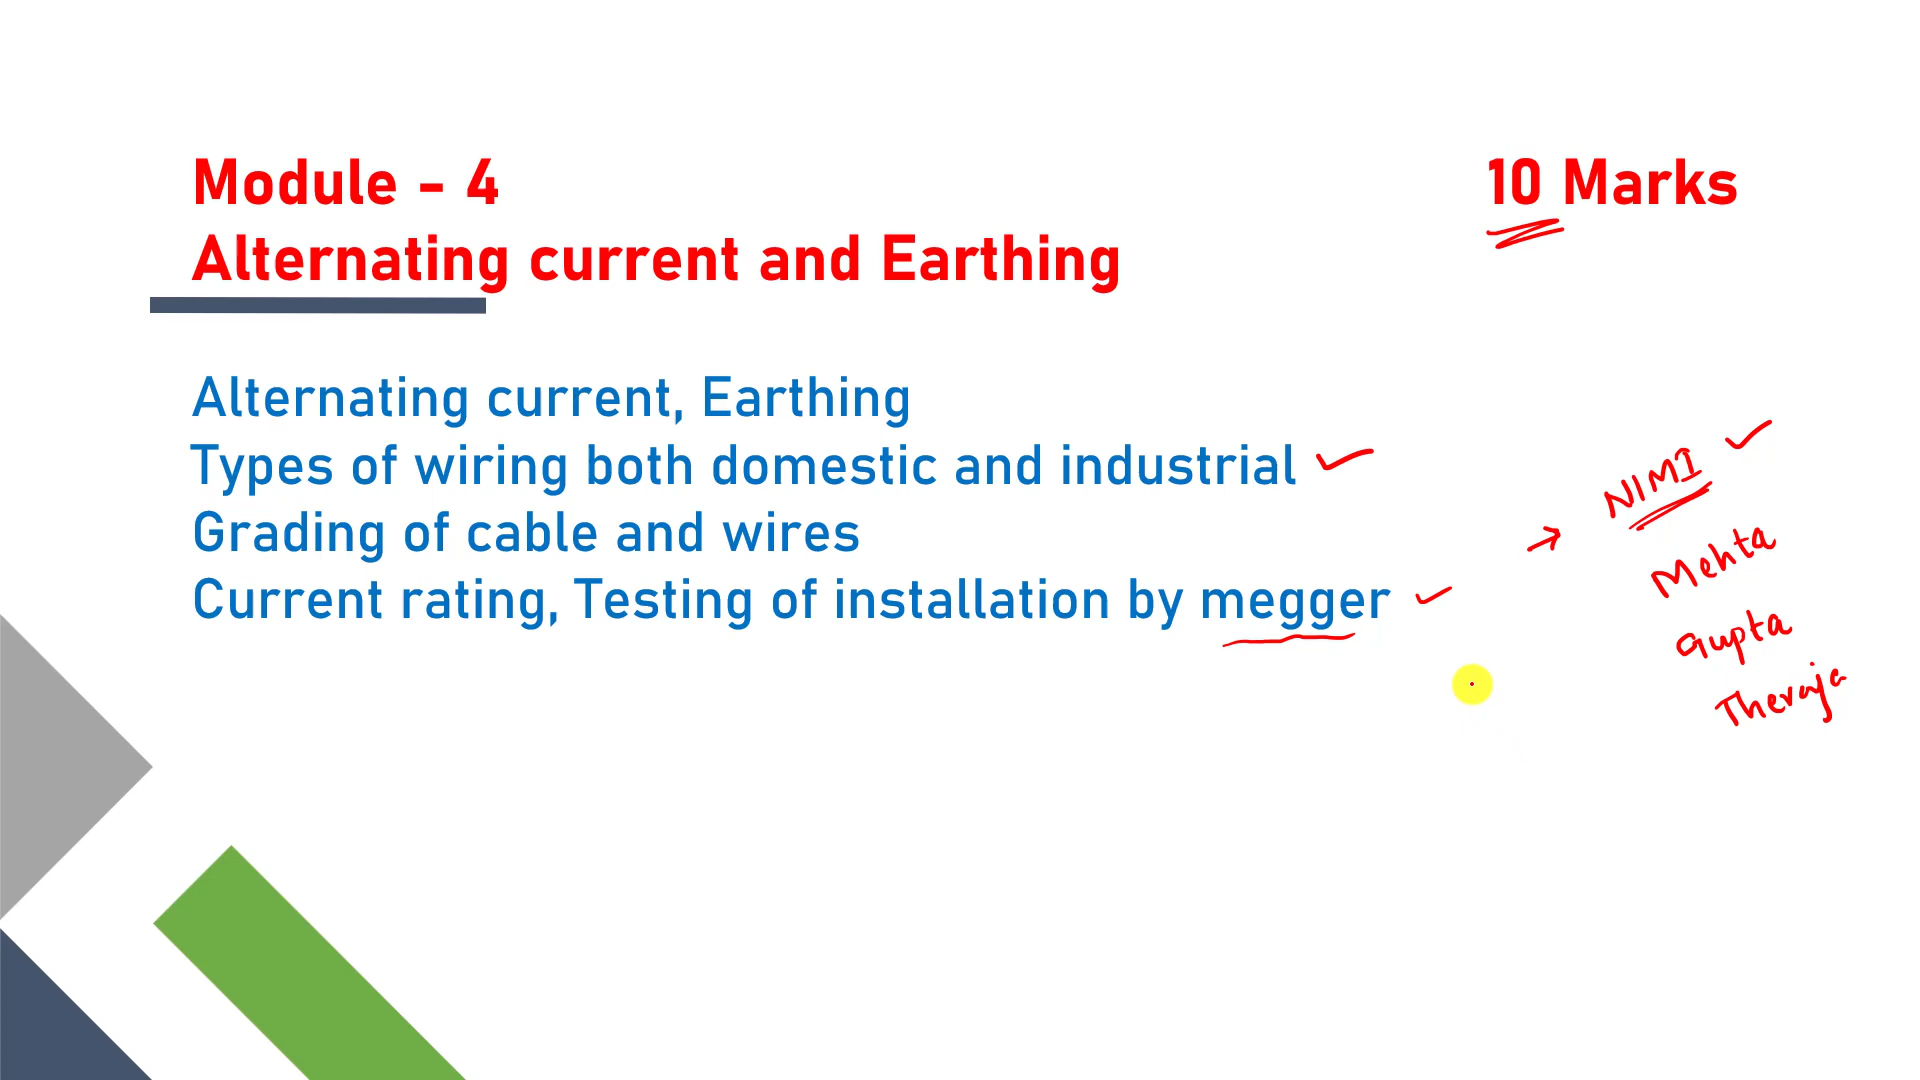 Module - 4
10 Marks
Alternating current and Earthing
Alternating current, Earthing
Types of wiring both domestic and industrial
Grading of cable and wires
Current rating, Testing of installation by megger
NIMI
Mehta
Gupta
Theraja